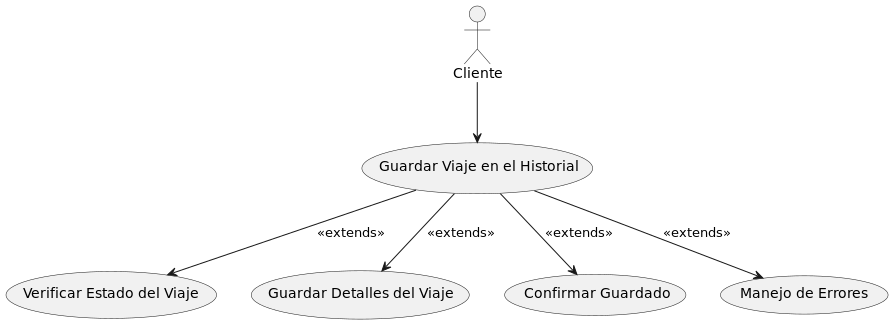 Cliente
Guardar Viaje en el Historial
«extends»
«extends»
«extends»
«extends»
Verificar Estado del Viaje
Guardar Detalles del Viaje
Confirmar Guardado
Manejo de Errores